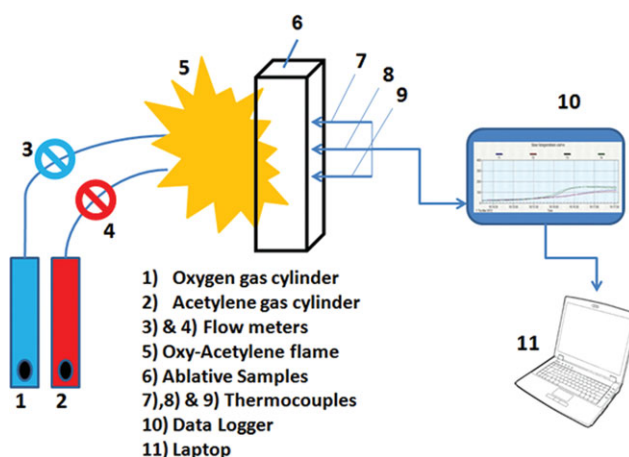 6
5
7
8
9
10
3
4
1
2
11
1) Oxygen gas cylinder
2) Acetylene gas cylinder
3) & 4) Flow meters
5) Oxy-Acetylene flame
6) Ablative Samples
7),8) & 9) Thermocouples
10) Data Logger
11) Laptop